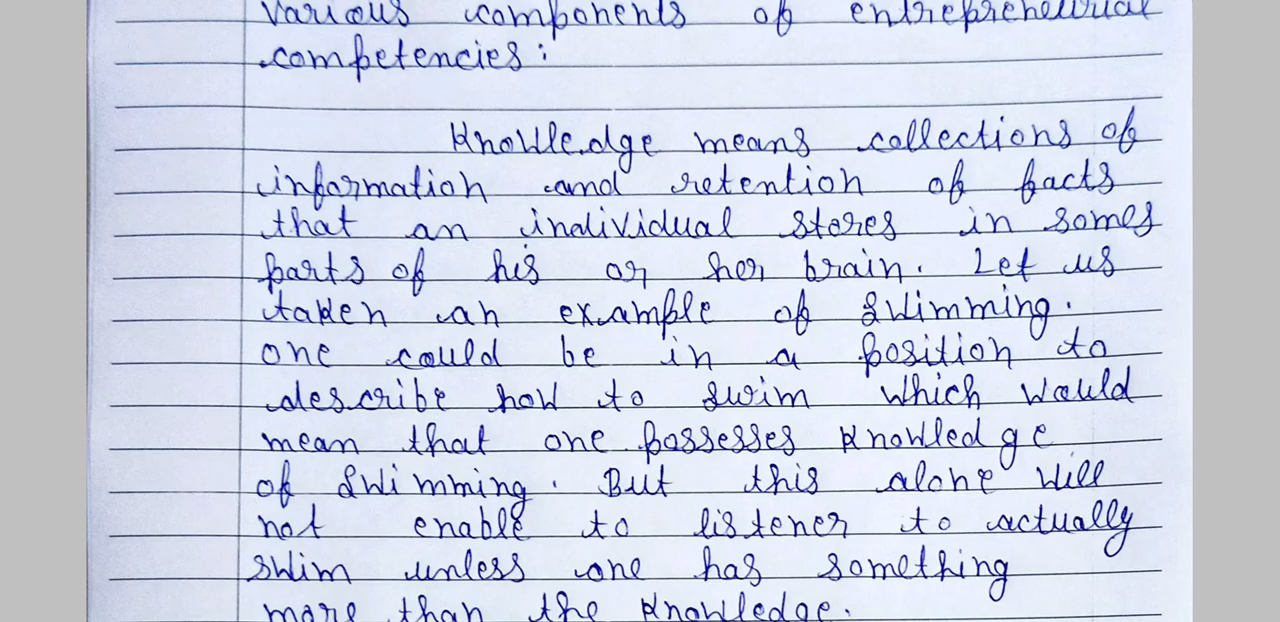 various components of entrepreneurial
competencies:
Knowledge means collections of
information and retention of facts
that an individual stores in somes
parts of his or her brain. Let us
taken an example of swimming.
one could be in a position to
describe how to swim which would
mean that one possesses knowledge
of swimming. But this alone will
not enable to listener to actually
swim unless one has something
more than the knowledge.